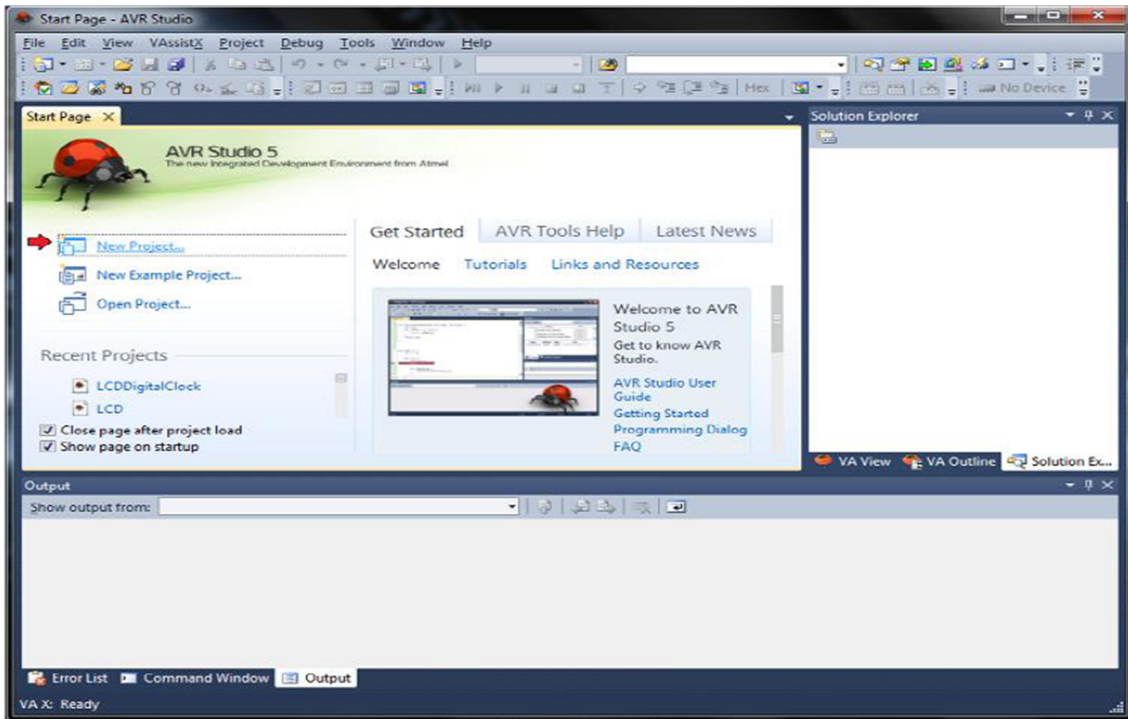 Start Page - AVR Studio
File Edit View VAssistX Project Debug Tools Window Help
Hex
No Device
Start Page
AVR Studio 5
The new Integrated Development Environment from Atmel
New Project...
New Example Project...
Open Project...
Recent Projects
LCDDigitalClock
LCD
Close page after project load
Show page on startup
Get Started AVR Tools Help Latest News
Welcome Tutorials Links and Resources
Welcome to AVR
Studio 5
Get to know AVR
Studio.
AVR Studio User
Guide
Getting Started
Programming Dialog
FAQ
Solution Explorer
VA View VA Outline Solution Ex...
Output
Show output from:
Error List Command Window Output
VA X: Ready